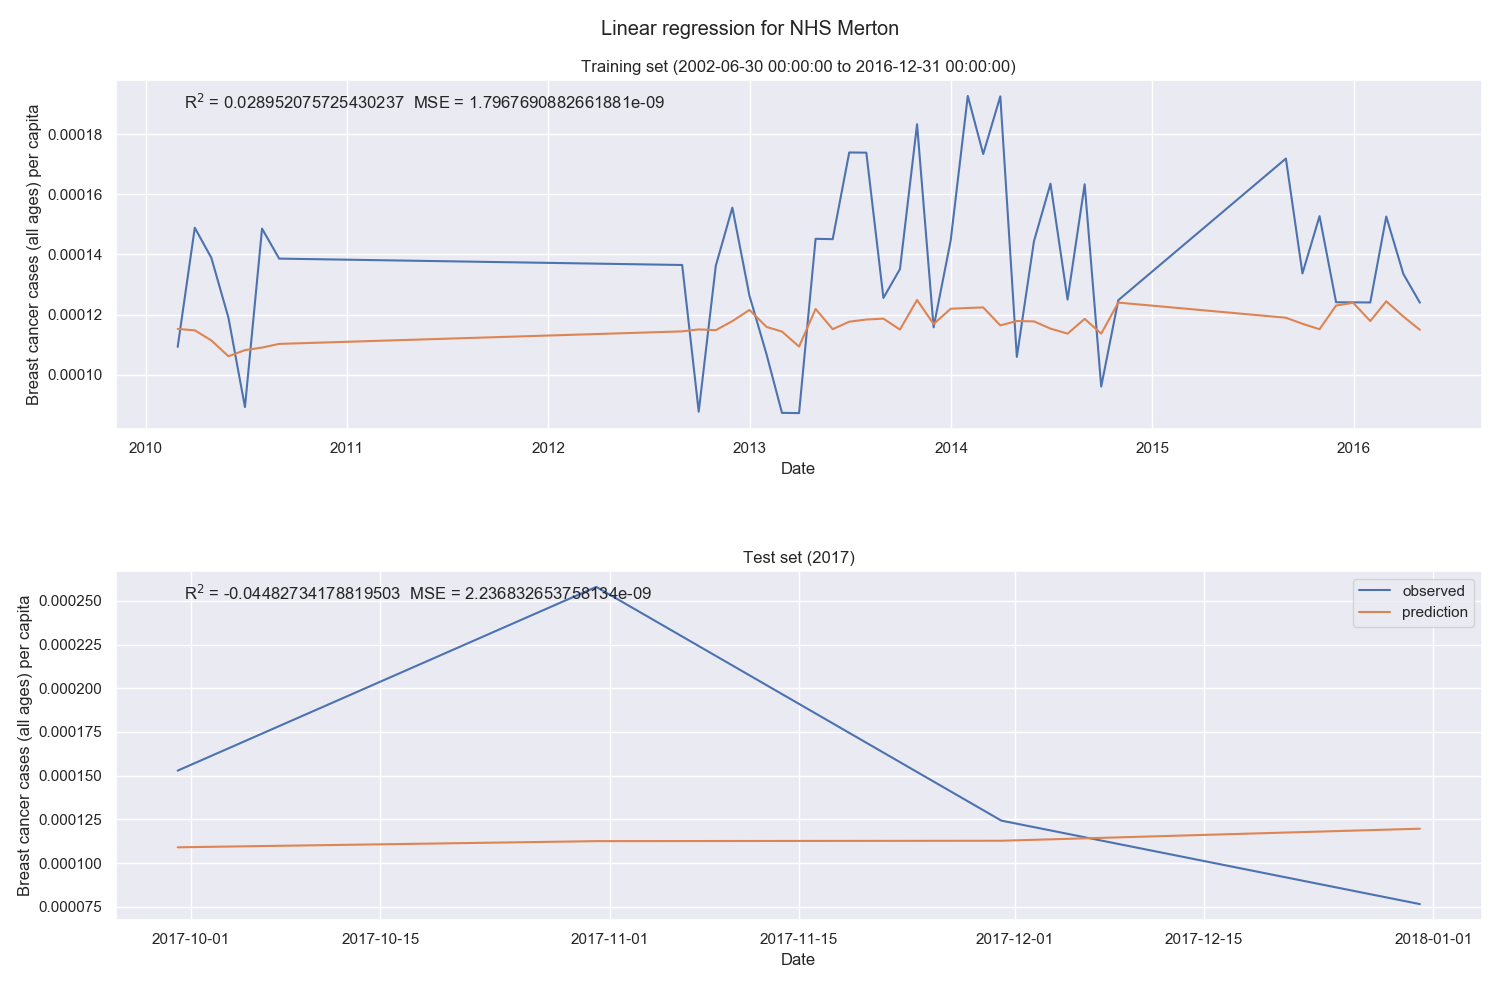 Linear regression for NHS Merton
Training set (2002-06-30 00:00:00 to 2016-12-31 00:00:00)
R² = 0.028952075725430237 MSE = 1.7967690882661881e-09
Breast cancer cases (all ages) per capita
0.00018
0.00016
0.00014
0.00012
0.00010
2010 2011 2012 2013 2014 2015 2016
Date
Test set (2017)
R² = -0.04482734178819503 MSE = 2.236832653758134e-09
observed
prediction
Breast cancer cases (all ages) per capita
0.000250
0.000225
0.000200
0.000175
0.000150
0.000125
0.000100
0.000075
2017-10-01 2017-10-15 2017-11-01 2017-11-15 2017-12-01 2017-12-15 2018-01-01
Date